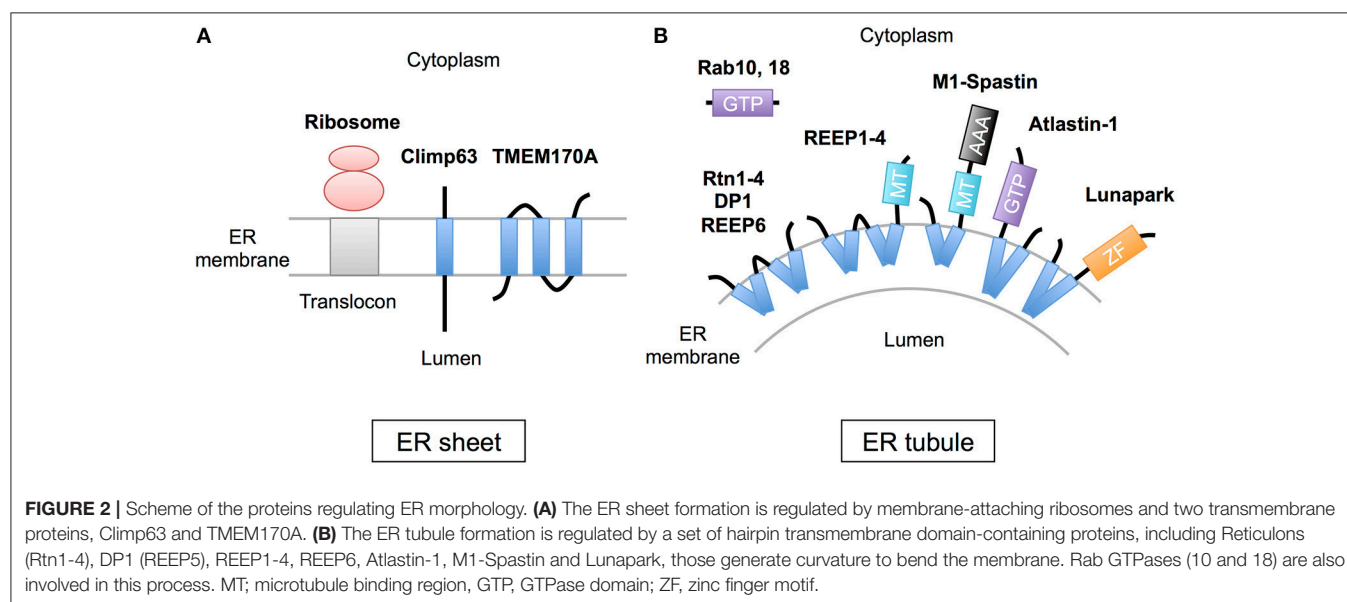 A
Cytoplasm
Ribosome
Climp63
TMEM170A
ER
membrane
Translocon
Lumen
ER sheet
B
Cytoplasm
Rab10, 18
GTP
M1-Spastin
AAA
MT
Atlastin-1
GTP
REEP1-4
MT
Rtn1-4
DP1
REEP6
Lunapark
ZF
ER
membrane
Lumen
ER tubule
FIGURE 2 | Scheme of the proteins regulating ER morphology. (A) The ER sheet formation is regulated by membrane-attaching ribosomes and two transmembrane
proteins, Climp63 and TMEM170A. (B) The ER tubule formation is regulated by a set of hairpin transmembrane domain-containing proteins, including Reticulons
(Rtn1-4), DP1 (REEP5), REEP1-4, REEP6, Atlastin-1, M1-Spastin and Lunapark, those generate curvature to bend the membrane. Rab GTPases (10 and 18) are also
involved in this process. MT; microtubule binding region, GTP, GTPase domain; ZF, zinc finger motif.